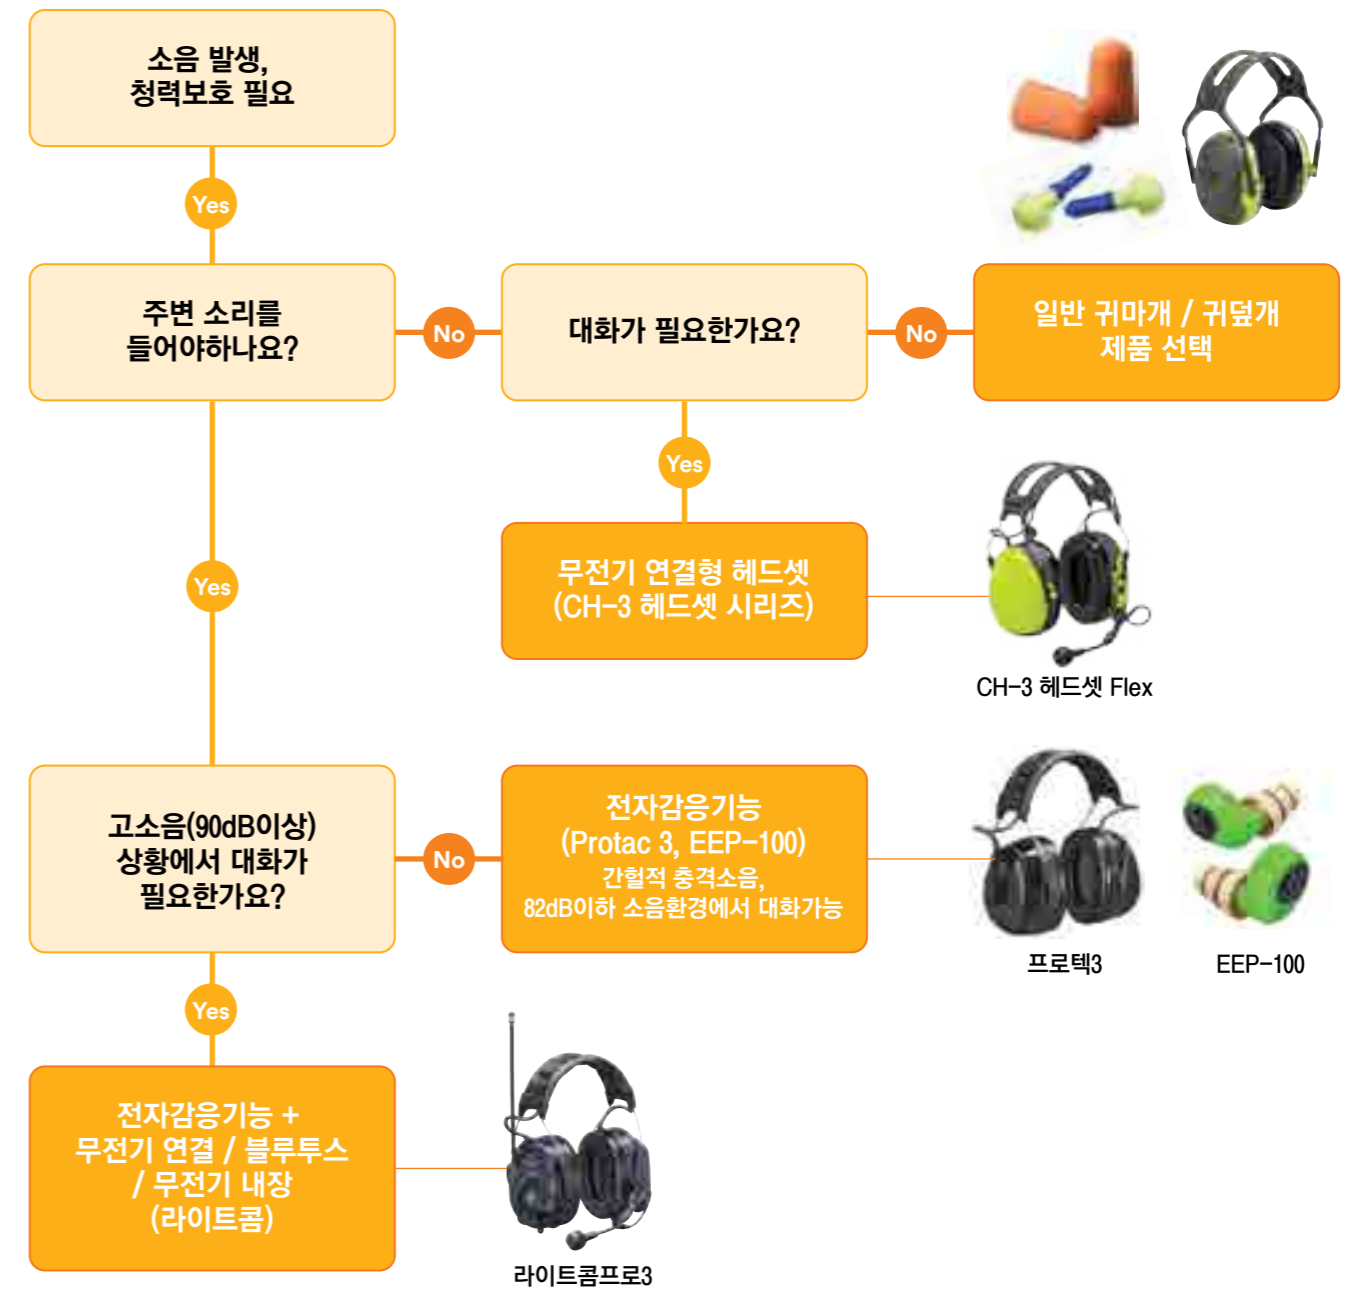 소음 발생,
청력보호 필요
Yes
주변 소리를
들어야하나요?
No
대화가 필요한가요?
No
일반 귀마개 / 귀덮개
제품 선택
Yes
무전기 연결형 헤드셋
(CH-3 헤드셋 시리즈)
CH-3 헤드셋 Flex
Yes
고소음(90dB이상)
상황에서 대화가
필요한가요?
No
전자감응기능
(Protac 3, EEP-100)
간헐적 충격소음,
82dB이하 소음환경에서 대화가능
프로텍3
EEP-100
Yes
전자감응기능 +
무전기 연결 / 블루투스
/ 무전기 내장
(라이트콤)
라이트콤프로3